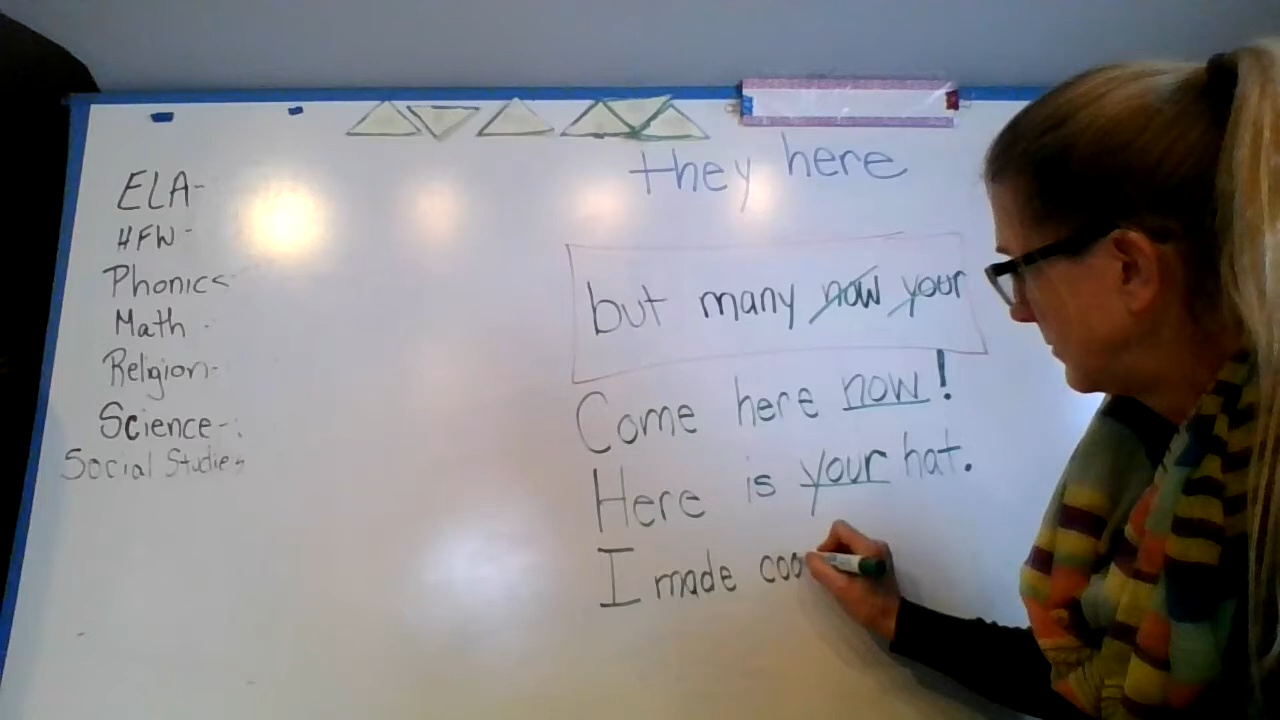 ELA-
HFW-
Phonics
Math -
Religion-
Science-.
Social Studies
they here
but many now your
Come here now!
Here is your hat.
I made coo